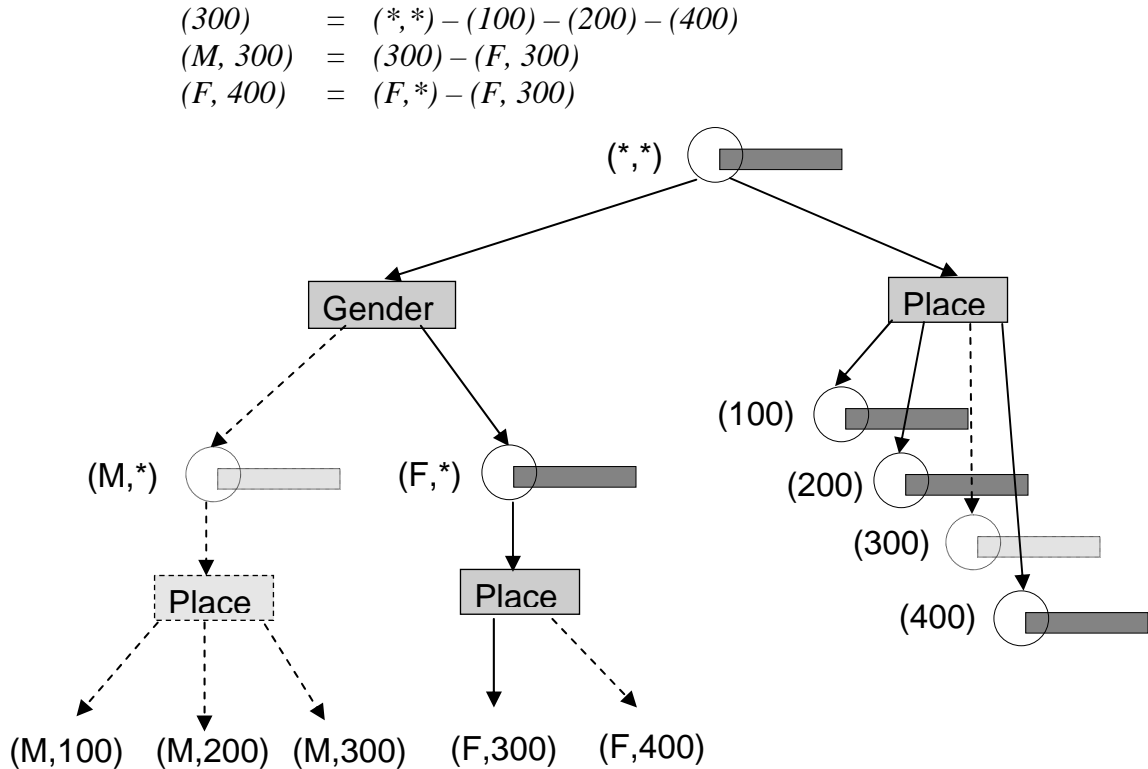 (300) = (*,*) – (100) – (200) – (400)
(M, 300) = (300) – (F, 300)
(F, 400) = (F,*) – (F, 300)
(*,*)
Gender
Place
(100)
(M,*)
(F,*)
(200)
(300)
Place
Place
(400)
(M,100) (M,200) (M,300) (F,300) (F,400)